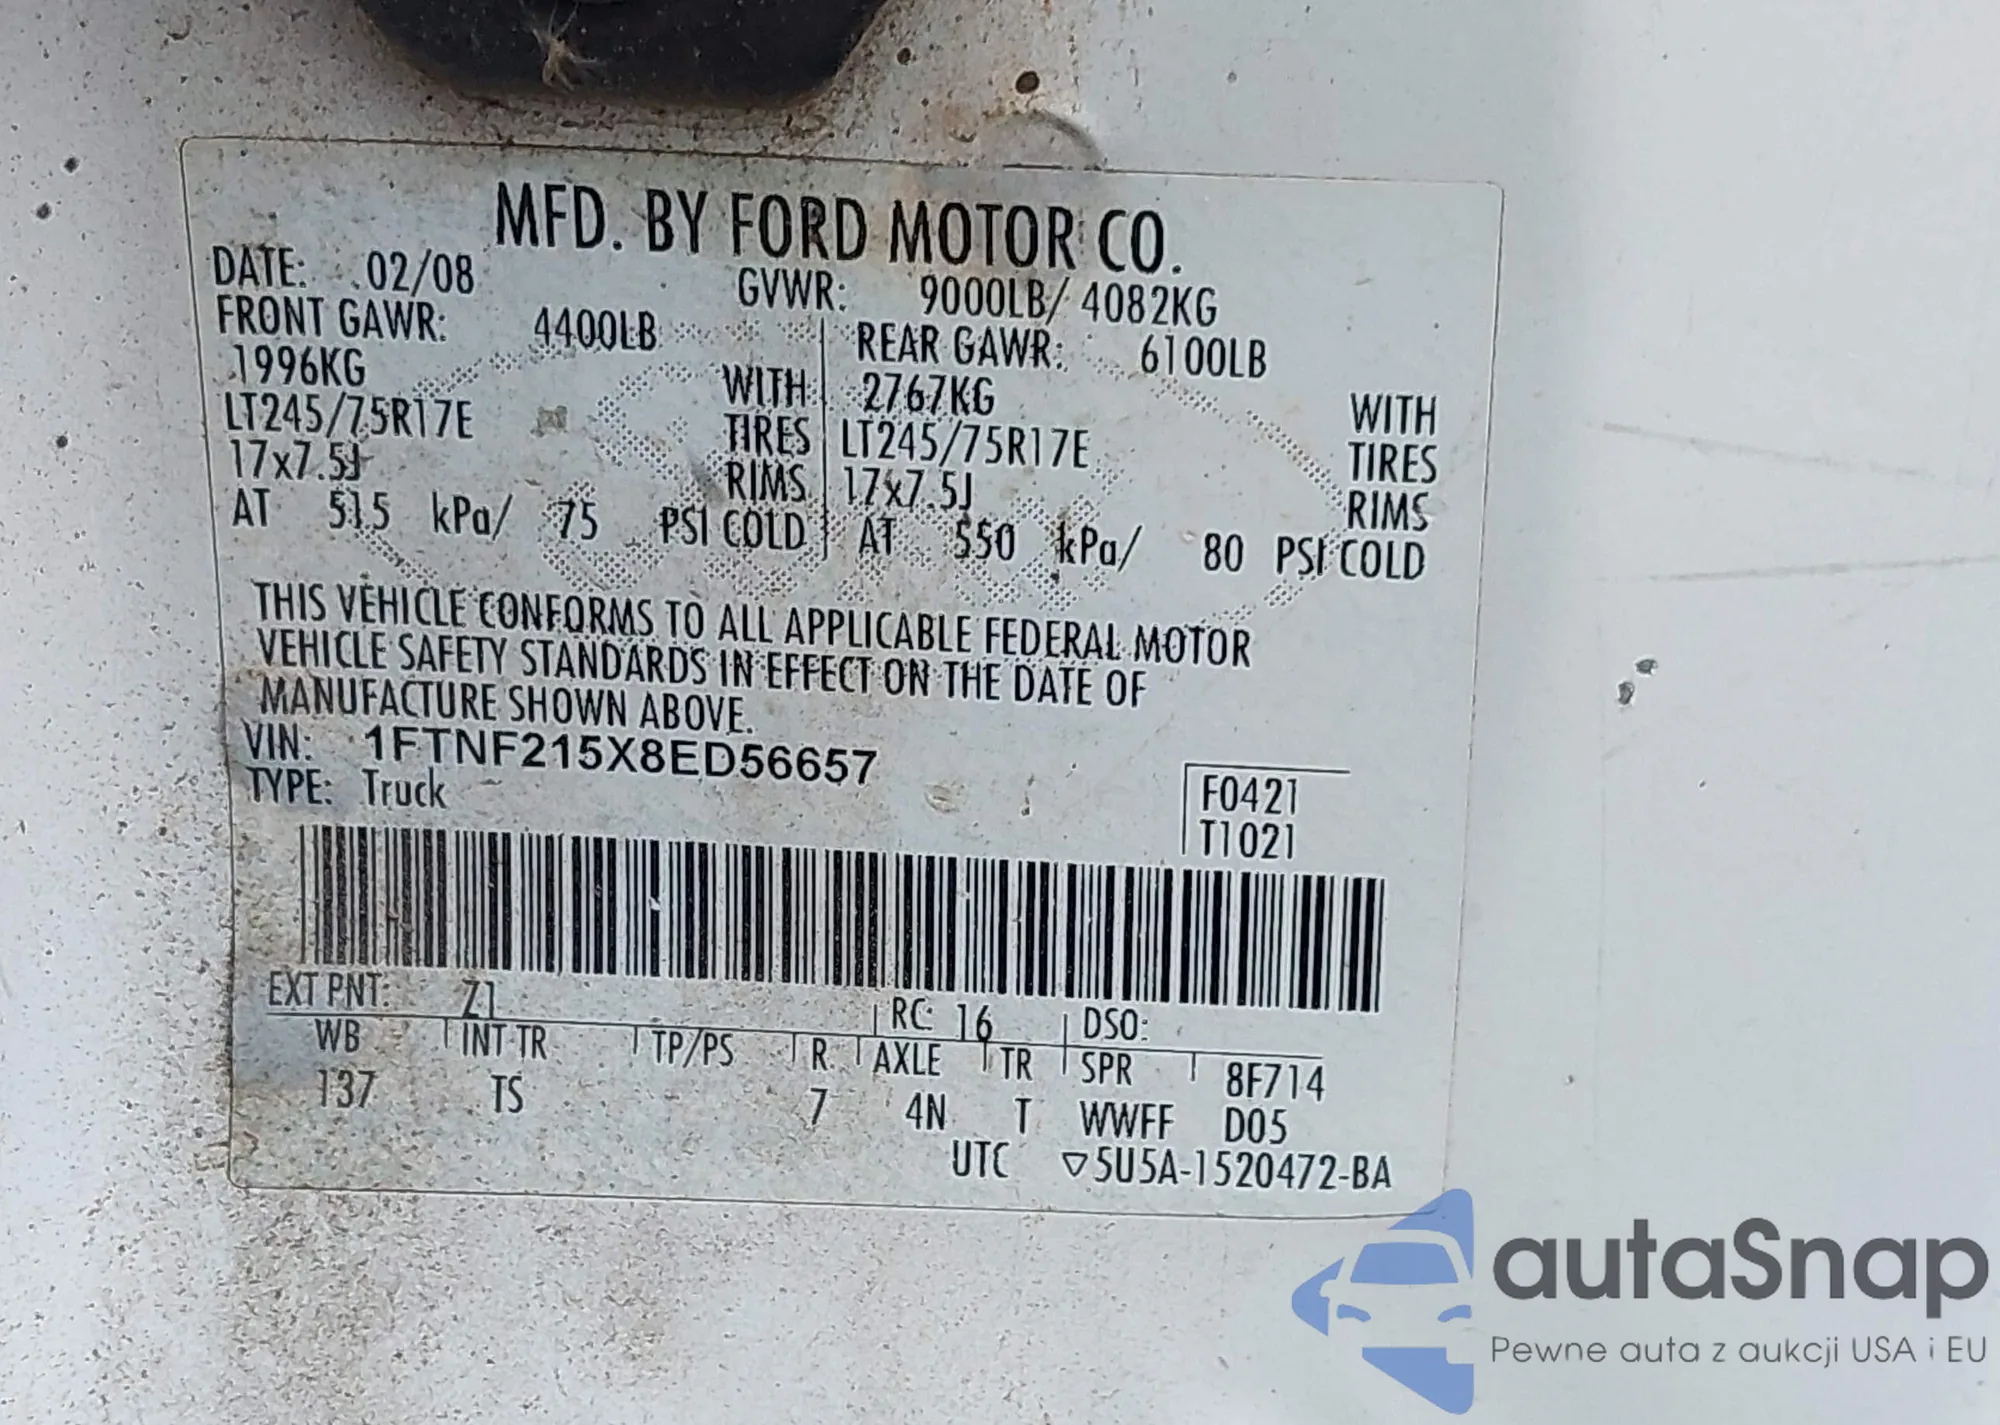 MFD. BY FORD MOTOR CO.
DATE: 02/08 GVWR: 9000LB/ 4082KG
FRONT GAWR: 4400LB REAR GAWR: 6100LB
1996KG WITH 2767KG WITH
LT245/75R17E TIRES LT245/75R17E TIRES
17x7.5J RIMS 17x7.5J RIMS
AT 515 kPa/ 75 PSI COLD AT 550 kPa/ 80 PSI COLD
THIS VEHICLE CONFORMS TO ALL APPLICABLE FEDERAL MOTOR
VEHICLE SAFETY STANDARDS IN EFFECT ON THE DATE OF
MANUFACTURE SHOWN ABOVE.
VIN: 1FTNF215X8ED56657
TYPE: Truck
F0421
T1021
EXT PNT: Z1 RC: 16 DSO:
WB INT TR TP/PS R AXLE TR SPR 8F714
137 TS 7 4N T WWFF D05
UTC ▽5U5A-1520472-BA
autaSnap
Pewne auta z aukcji USA i EU